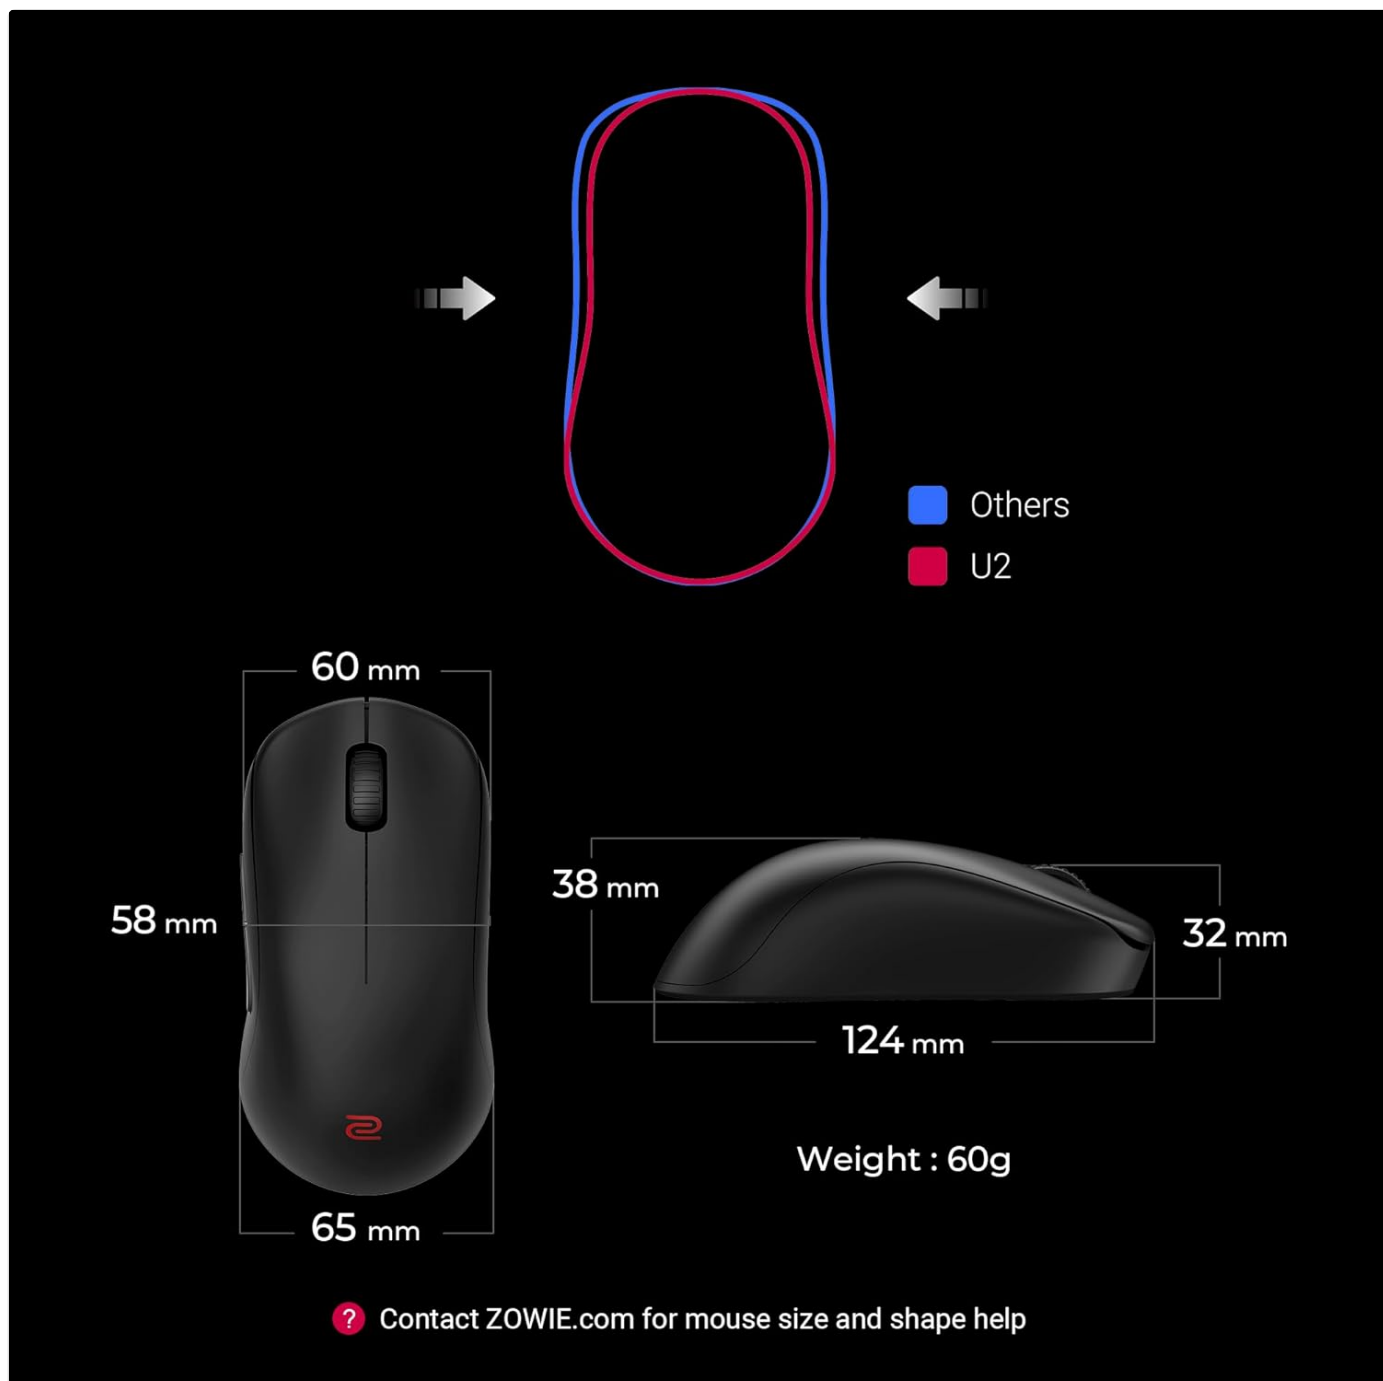 Others
U2
60 mm
58 mm
65 mm
38 mm
32 mm
124 mm
Weight : 60g
? Contact ZOWIE.com for mouse size and shape help